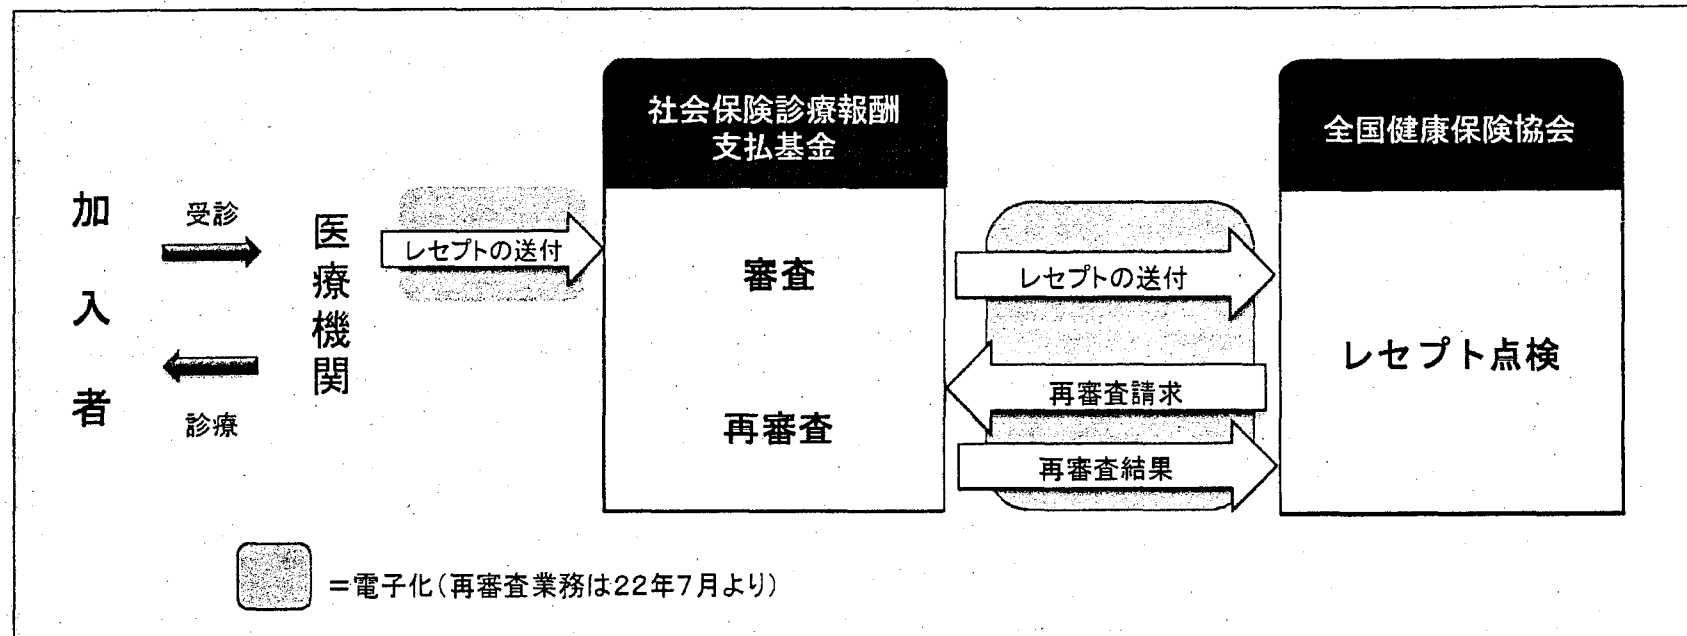 加入者
受診
診療
医療機関
レセプトの送付
社会保険診療報酬
支払基金
審査
再審査
レセプトの送付
再審査請求
再審査結果
全国健康保険協会
レセプト点検
=電子化(再審査業務は22年7月より)